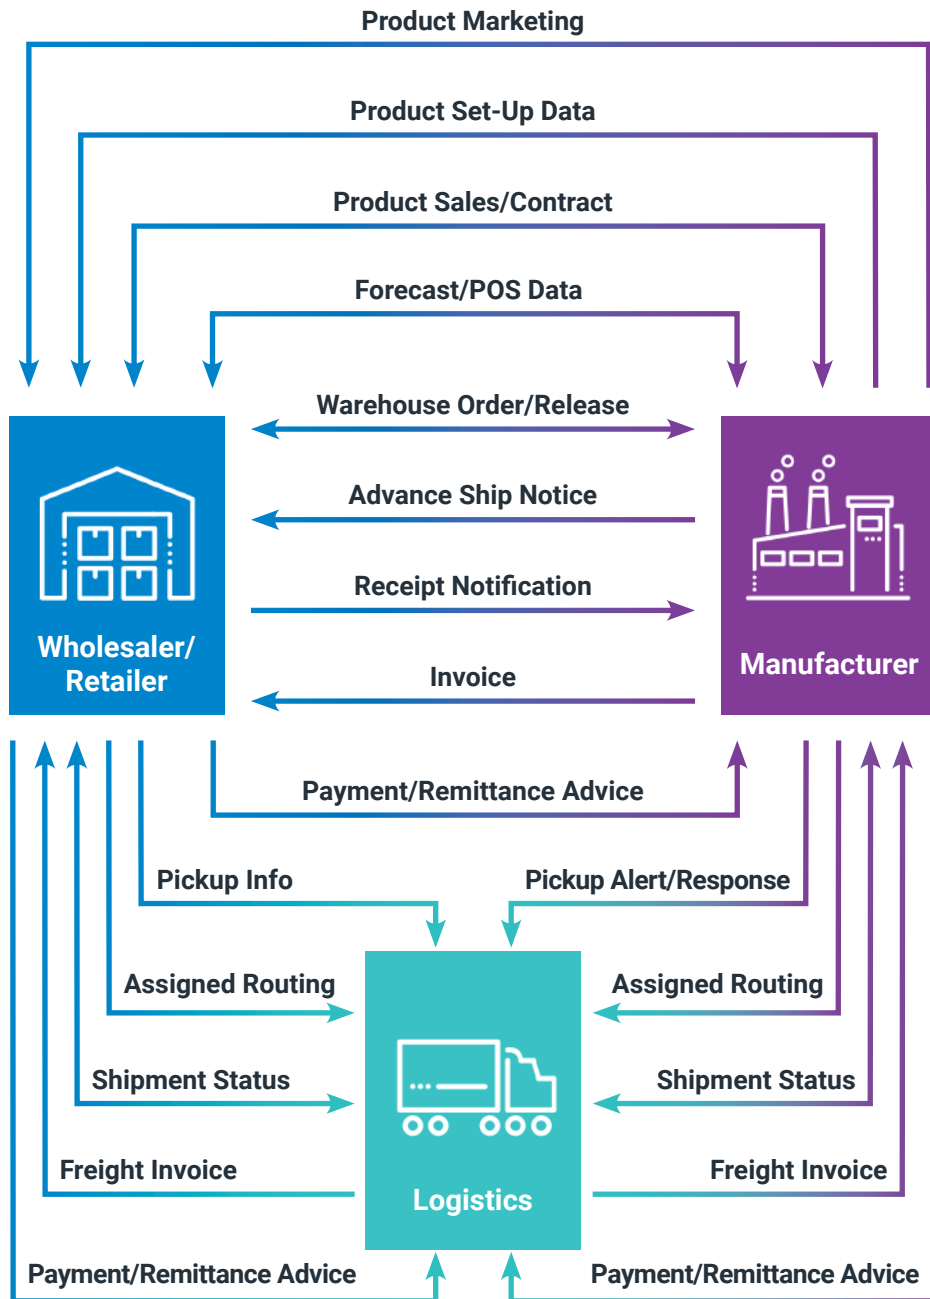 Product Marketing
Product Set-Up Data
Product Sales/Contract
Forecast/POS Data
Warehouse Order/Release
Advance Ship Notice
Receipt Notification
Invoice
Wholesaler/
Retailer
Manufacturer
Payment/Remittance Advice
Pickup Info
Pickup Alert/Response
Assigned Routing
Assigned Routing
Shipment Status
Shipment Status
Freight Invoice
Freight Invoice
Logistics
Payment/Remittance Advice
Payment/Remittance Advice